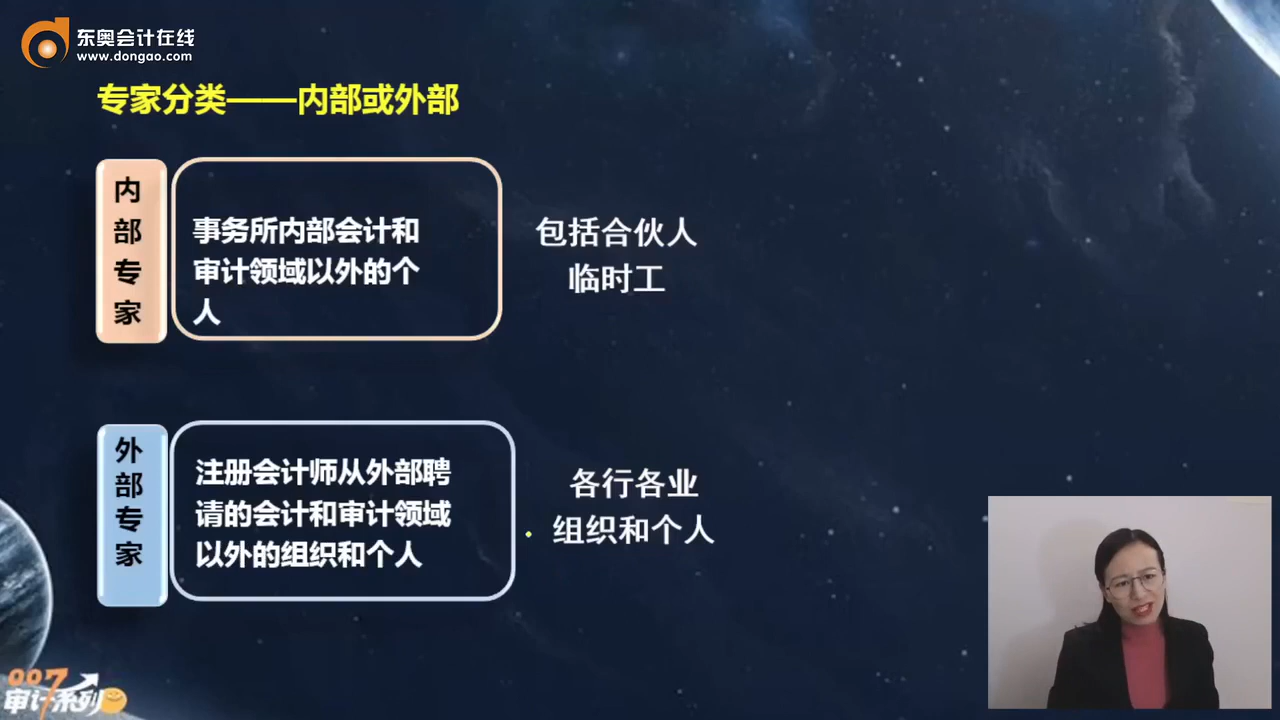 东奥会计在线
www.dongao.com
专家分类——内部或外部
内部专家
事务所内部会计和
审计领域以外的个
人
包括合伙人
临时工
外部专家
注册会计师从外部聘
请的会计和审计领域
以外的组织和个人
各行各业
组织和个人
007
审计系列